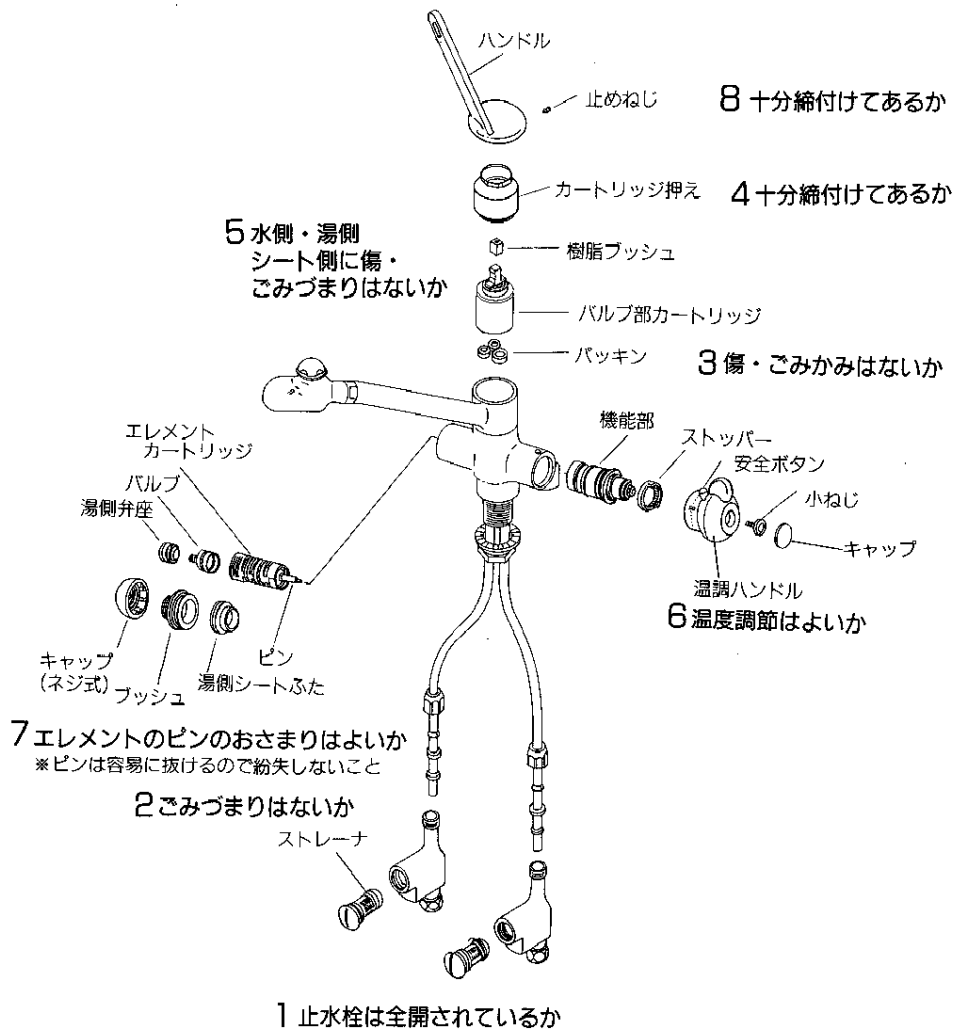 ハンドル
止めねじ
8 十分締付けてあるか
カートリッジ押え
4 十分締付けてあるか
5 水側・湯側
シート側に傷・
ごみづまりはないか
樹脂ブッシュ
バルブ部カートリッジ
パッキン
3 傷・ごみかみはないか
エレメント
カートリッジ
バルブ
湯側弁座
機能部
ストッパー
安全ボタン
小ねじ
キャップ
温調ハンドル
6 温度調節はよいか
キャップ
(ネジ式)
ブッシュ
湯側シートふた
ピン
7 エレメントのピンのおさまりはよいか
※ピンは容易に抜けるので紛失しないこと
2 ごみづまりはないか
ストレーナ
1 止水栓は全開されているか